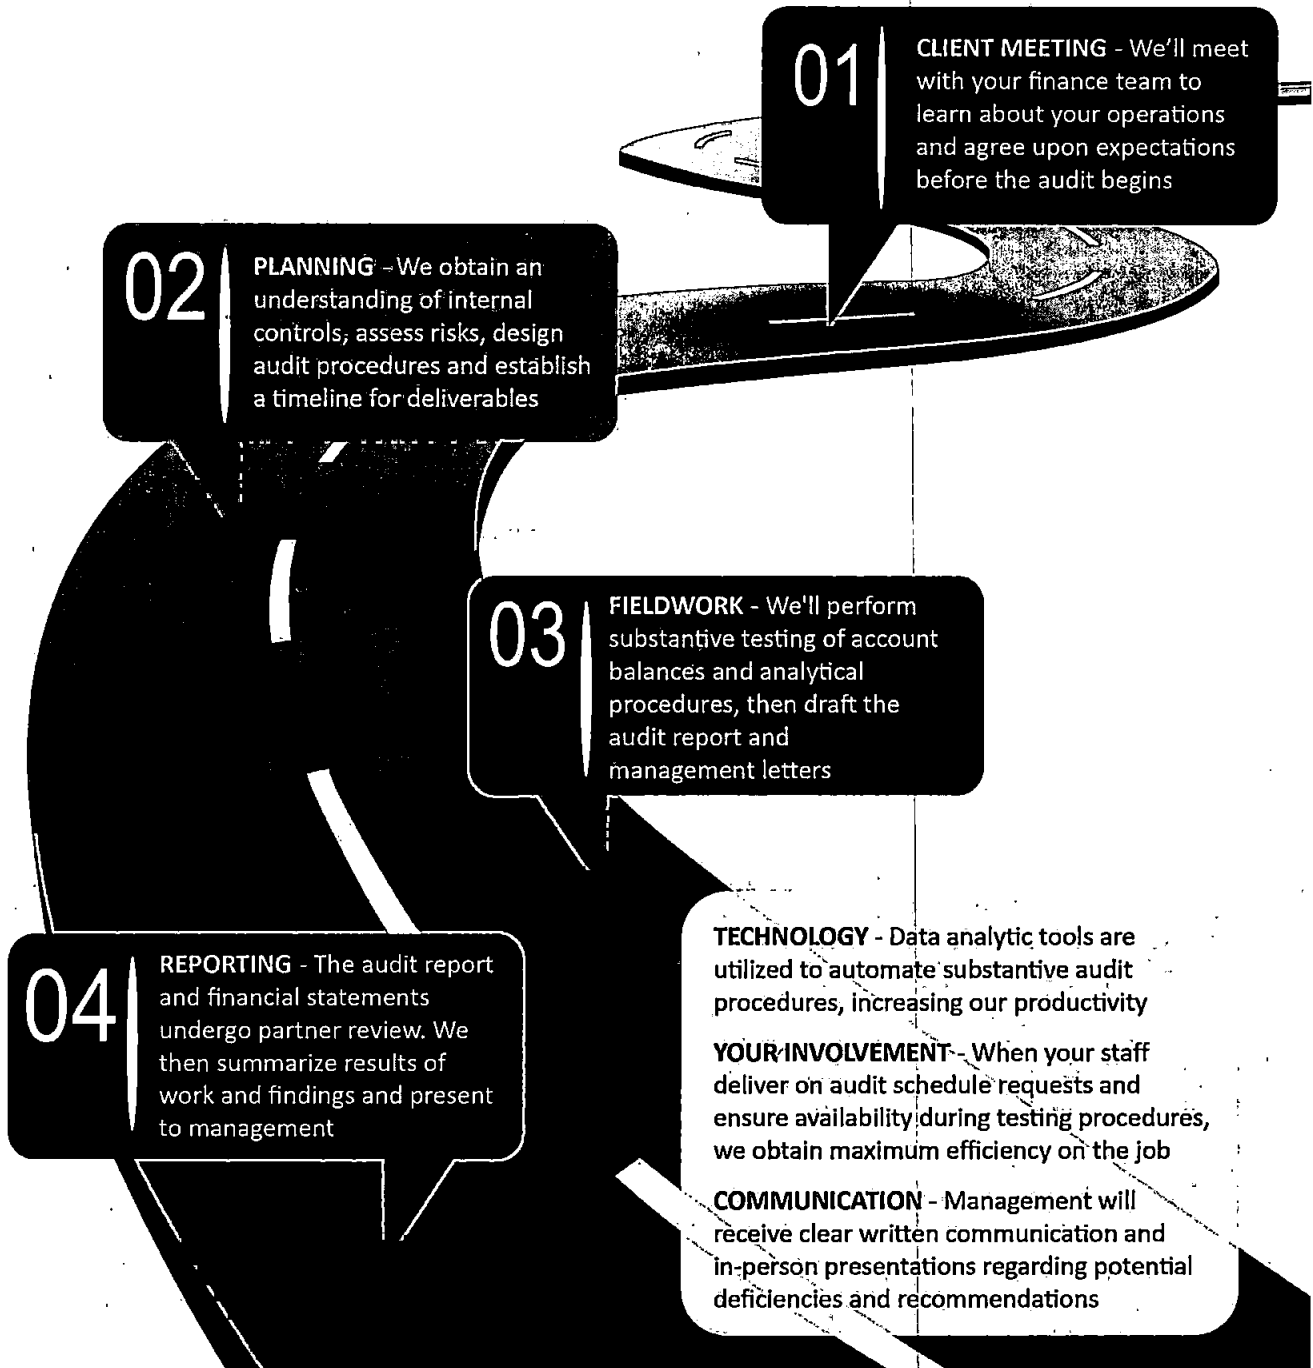 01
CLIENT MEETING - We'll meet
with your finance team to
learn about your operations
and agree upon expectations
before the audit begins
02
PLANNING - We obtain an
understanding of internal
controls, assess risks, design
audit procedures and establish
a timeline for deliverables
03
FIELDWORK - We'll perform
substantive testing of account
balances and analytical
procedures, then draft the
audit report and
management letters
04
REPORTING - The audit report
and financial statements
undergo partner review. We
then summarize results of
work and findings and present
to management
TECHNOLOGY - Data analytic tools are
utilized to automate substantive audit
procedures, increasing our productivity
YOUR INVOLVEMENT - When your staff
deliver on audit schedule requests and
ensure availability during testing procedures,
we obtain maximum efficiency on the job
COMMUNICATION - Management will
receive clear written communication and
in-person presentations regarding potential
deficiencies and recommendations